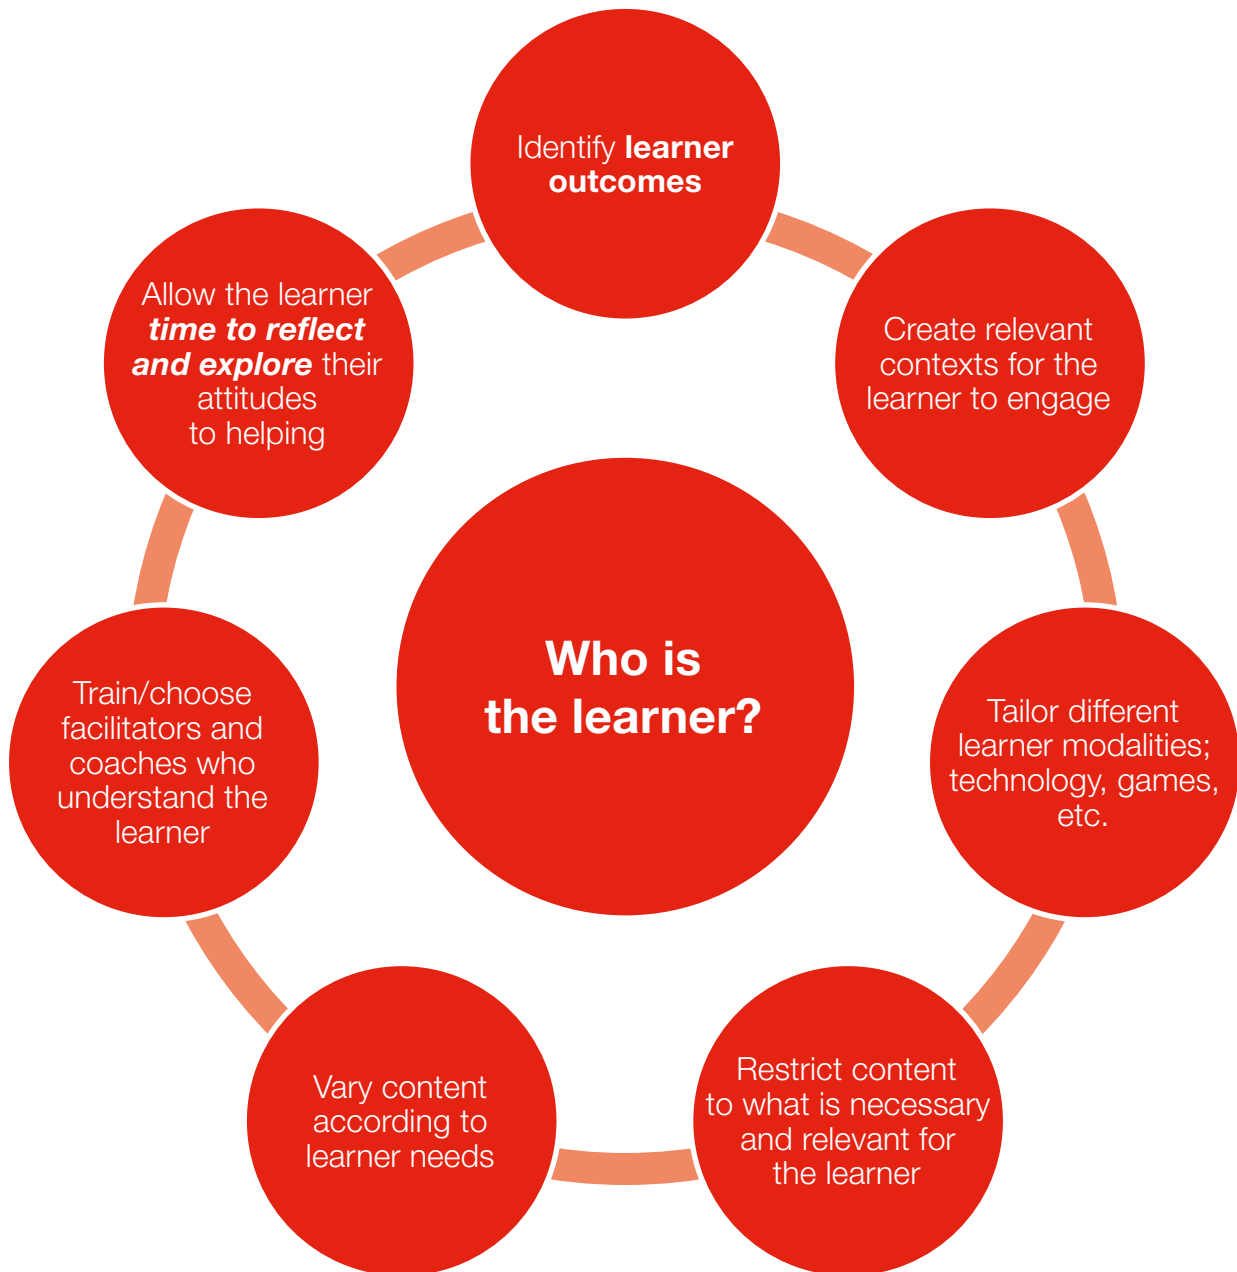 Identify learner
outcomes
Create relevant
contexts for the
learner to engage
Tailor different
learner modalities;
technology, games,
etc.
Restrict content
to what is necessary
and relevant for
the learner
Vary content
according to
learner needs
Train/choose
facilitators and
coaches who
understand the
learner
Allow the learner
time to reflect
and explore their
attitudes
to helping
Who is
the learner?